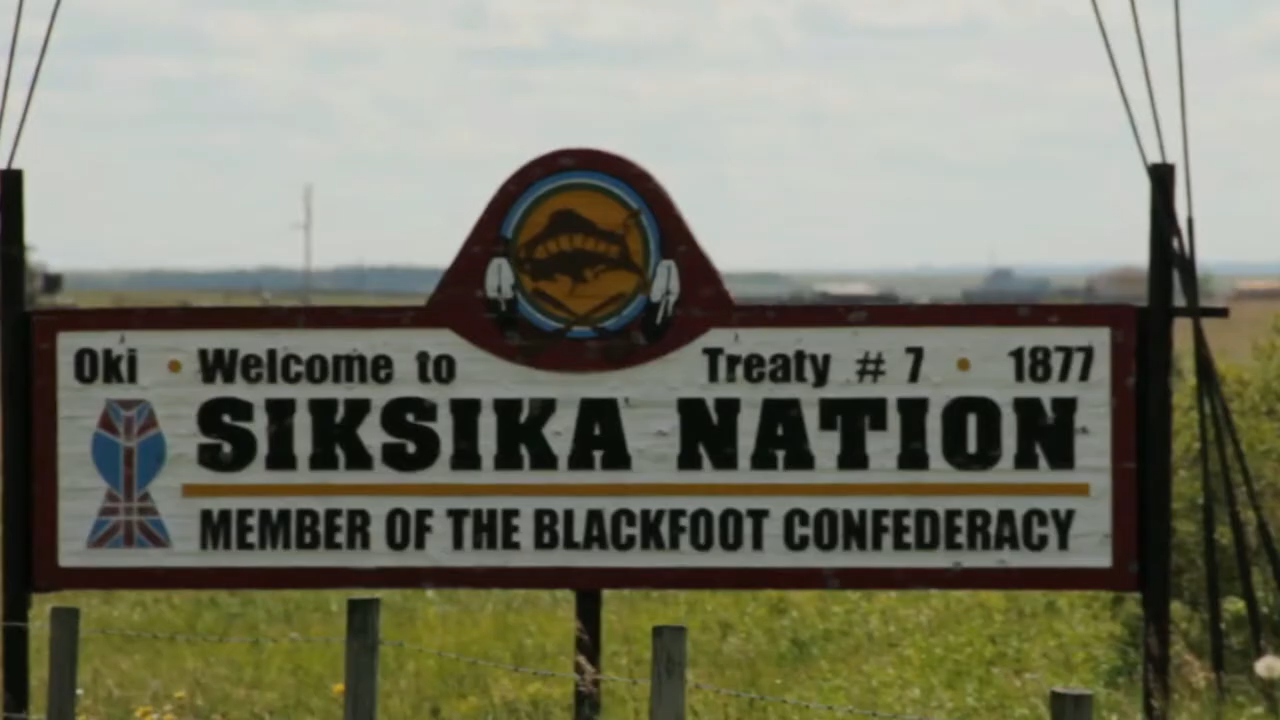 Oki • Welcome to Treaty # 7 • 1877
SIKSIKA NATION
MEMBER OF THE BLACKFOOT CONFEDERACY